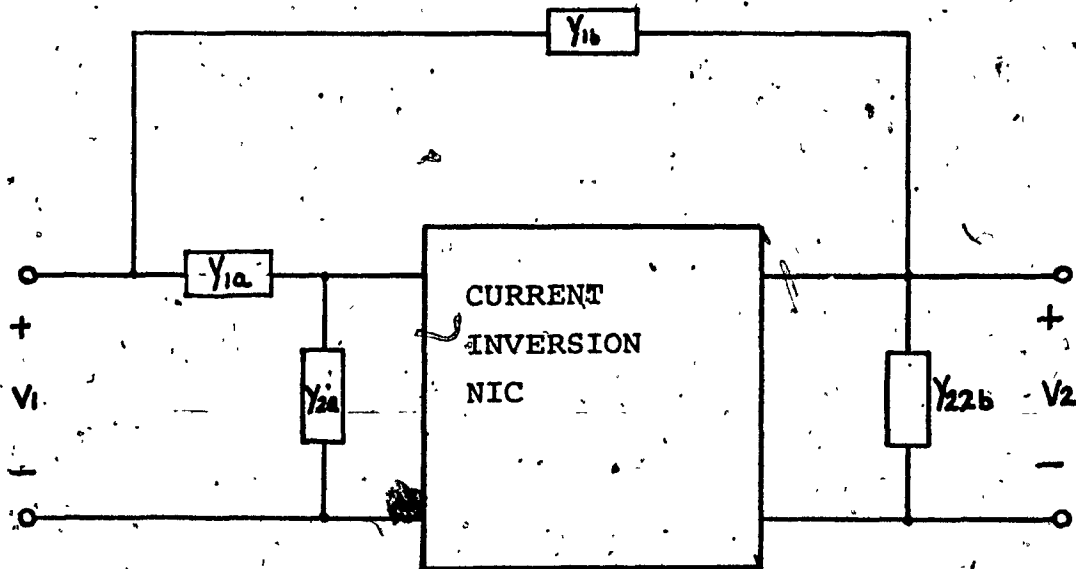 Y1b
Y1a
+
CURRENT
INVERSION
NIC
+
V1
Y2a
Y22b
V2
−
−